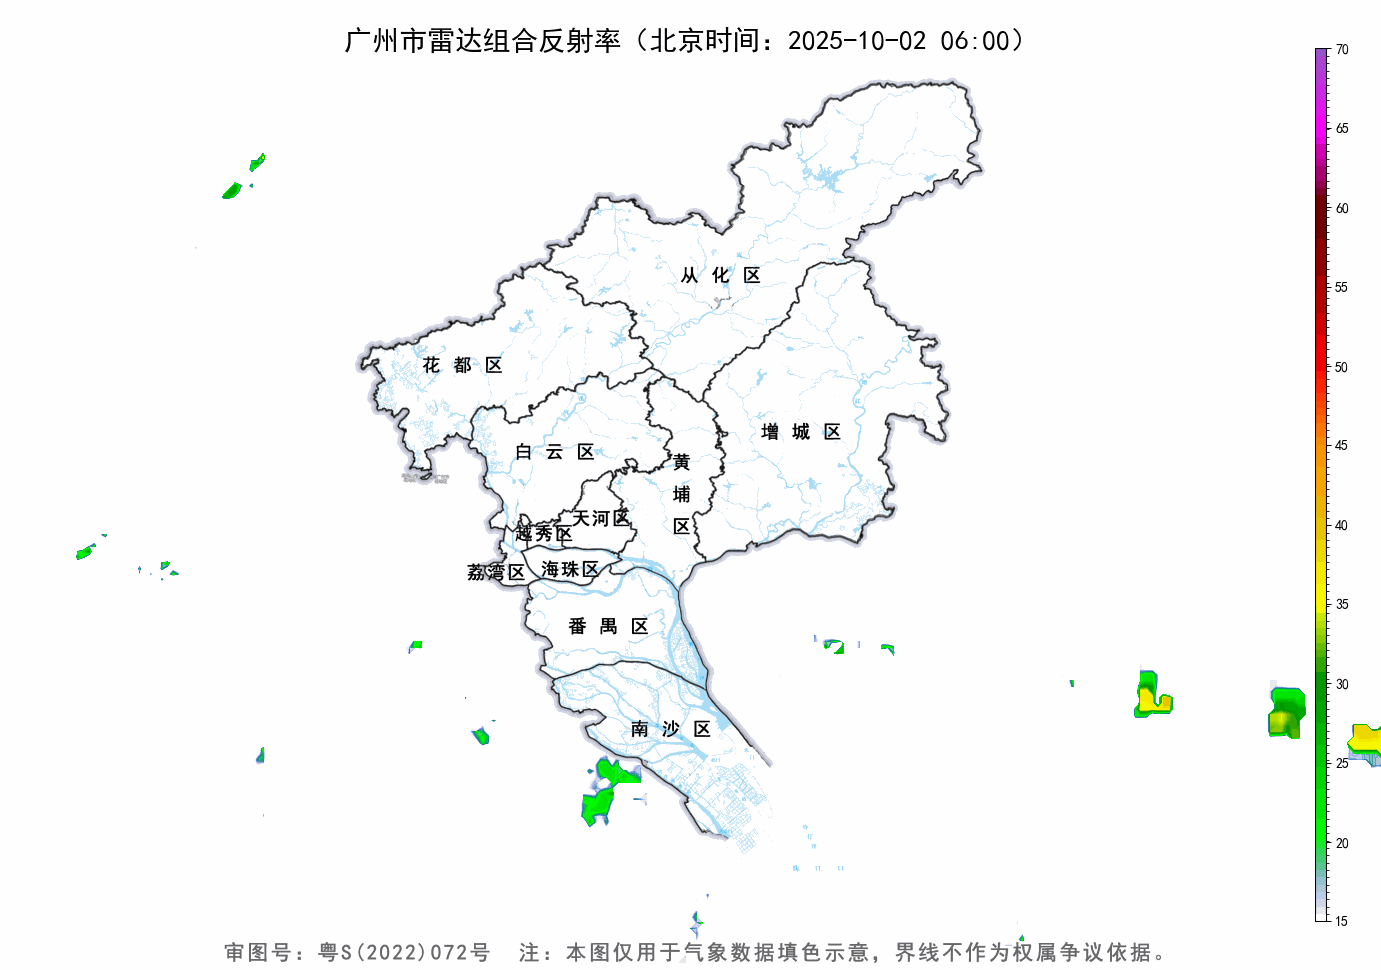 广州市雷达组合反射率（北京时间：2025-10-02 06:00）
70
65
60
55
50
45
40
35
30
25
20
15
从化区
花都区
增城区
白云区
黄埔区
天河区
越秀区
荔湾区
海珠区
番禺区
南沙区
审图号：粤S(2022)072号 注：本图仅用于气象数据填色示意，界线不作为权属争议依据。